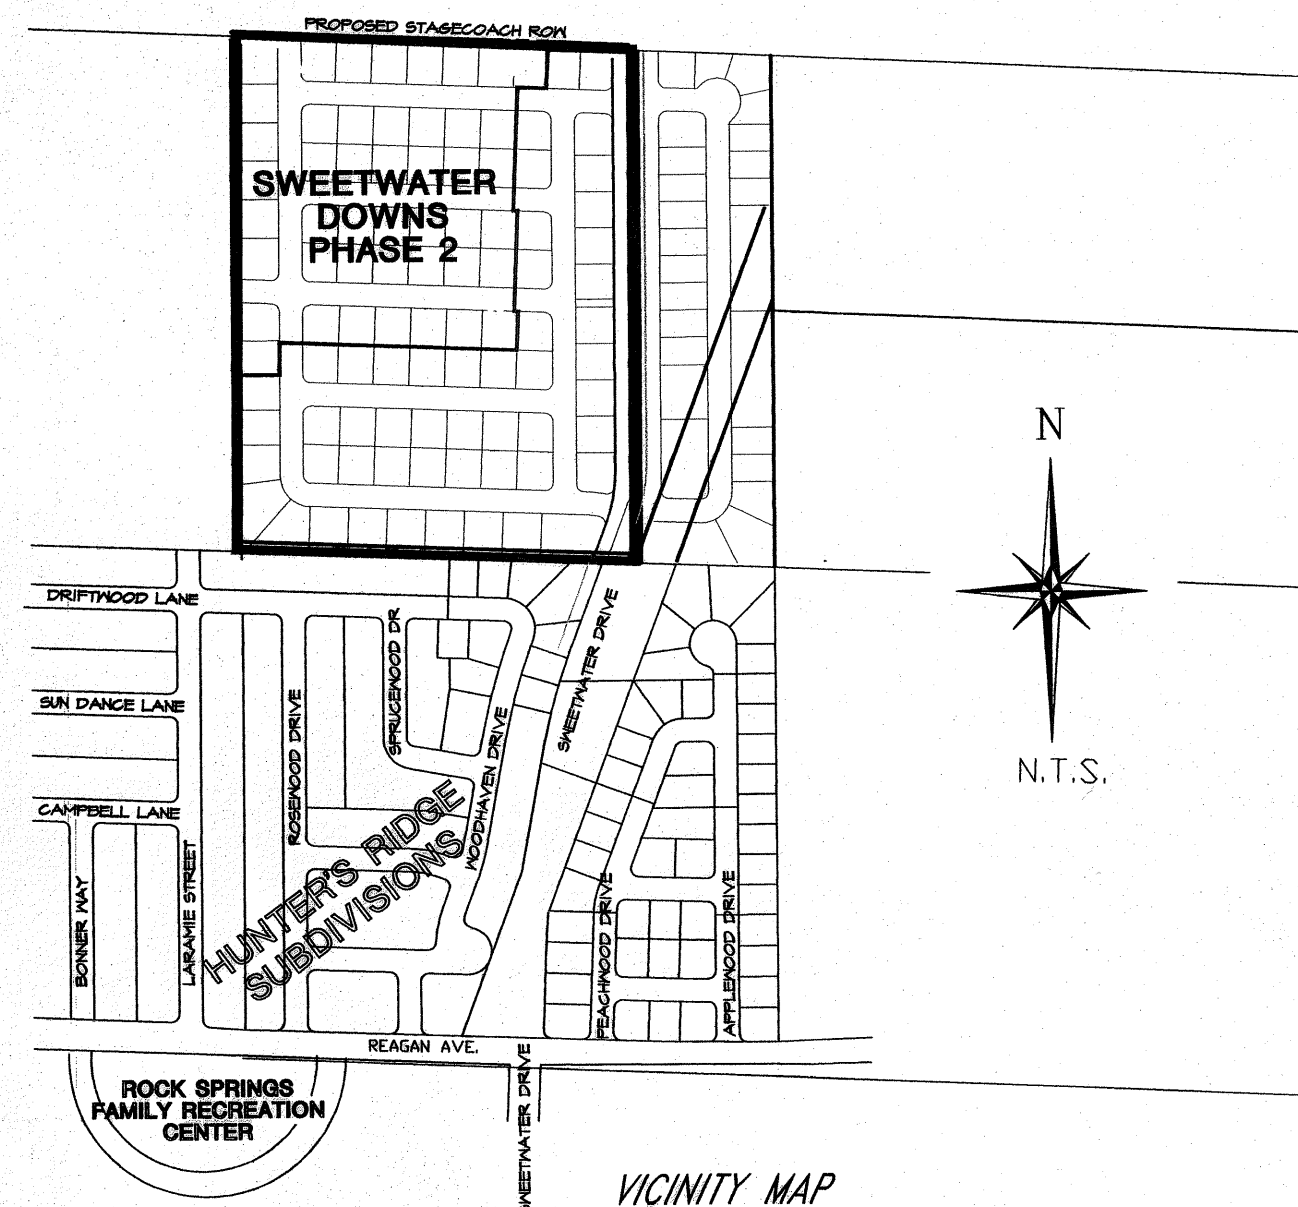 PROPOSED STAGECOACH ROW
SWEETWATER
DOWNS
PHASE 2
N
N.T.S.
DRIFTWOOD LANE
SUN DANCE LANE
CAMPBELL LANE
BONNER WAY
LARAMIE STREET
ROSEWOOD DRIVE
SPRUCEWOOD DR
WOODHAVEN DRIVE
SWEETWATER DRIVE
HUNTER'S RIDGE
SUBDIVISIONS
PEACHWOOD DRIVE
APPLEWOOD DRIVE
REAGAN AVE.
SWEETWATER DRIVE
ROCK SPRINGS
FAMILY RECREATION
CENTER
VICINITY MAP